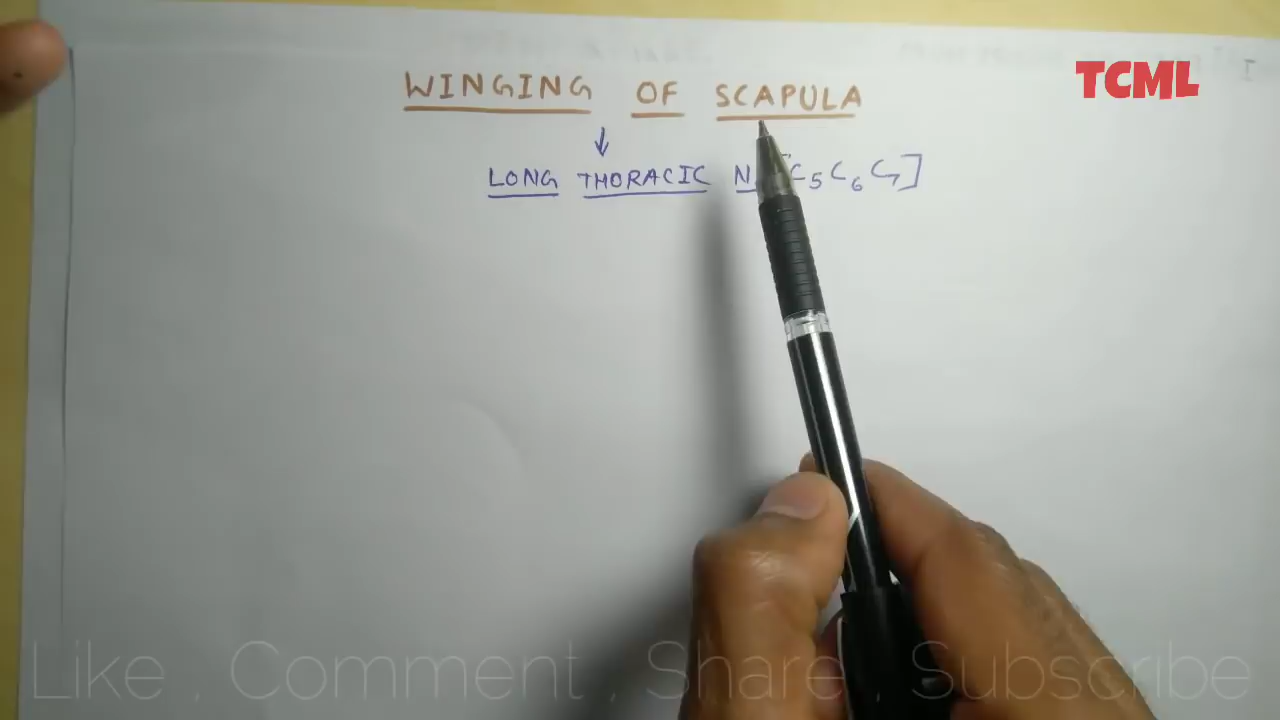 WINGING OF SCAPULA
TCML
↓
LONG THORACIC N [C5 C6 C7]
Like , Comment , Share , Subscribe